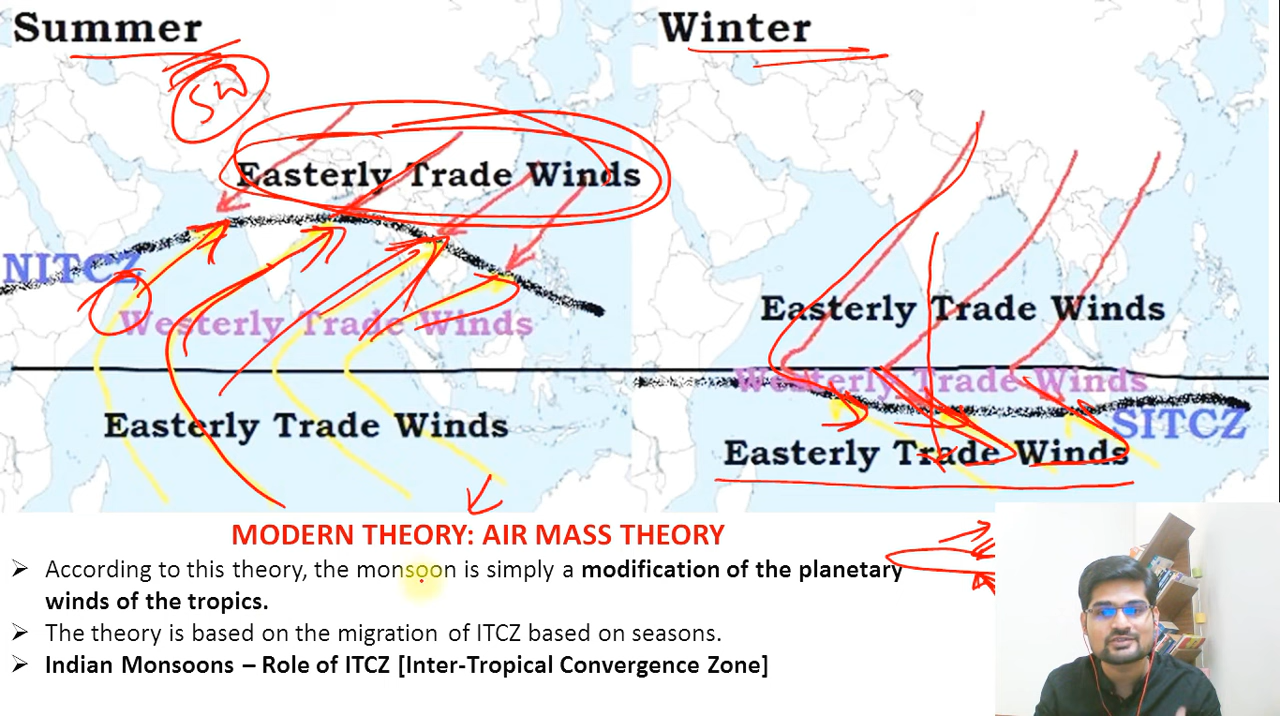 Summer
SW
Easterly Trade Winds
NITCZ
Westerly Trade Winds
Easterly Trade Winds
Winter
Easterly Trade Winds
Westerly Trade Winds
SITCZ
Easterly Trade Winds
MODERN THEORY: AIR MASS THEORY
➤ According to this theory, the monsoon is simply a modification of the planetary
winds of the tropics.
➤ The theory is based on the migration of ITCZ based on seasons.
➤ Indian Monsoons – Role of ITCZ [Inter-Tropical Convergence Zone]